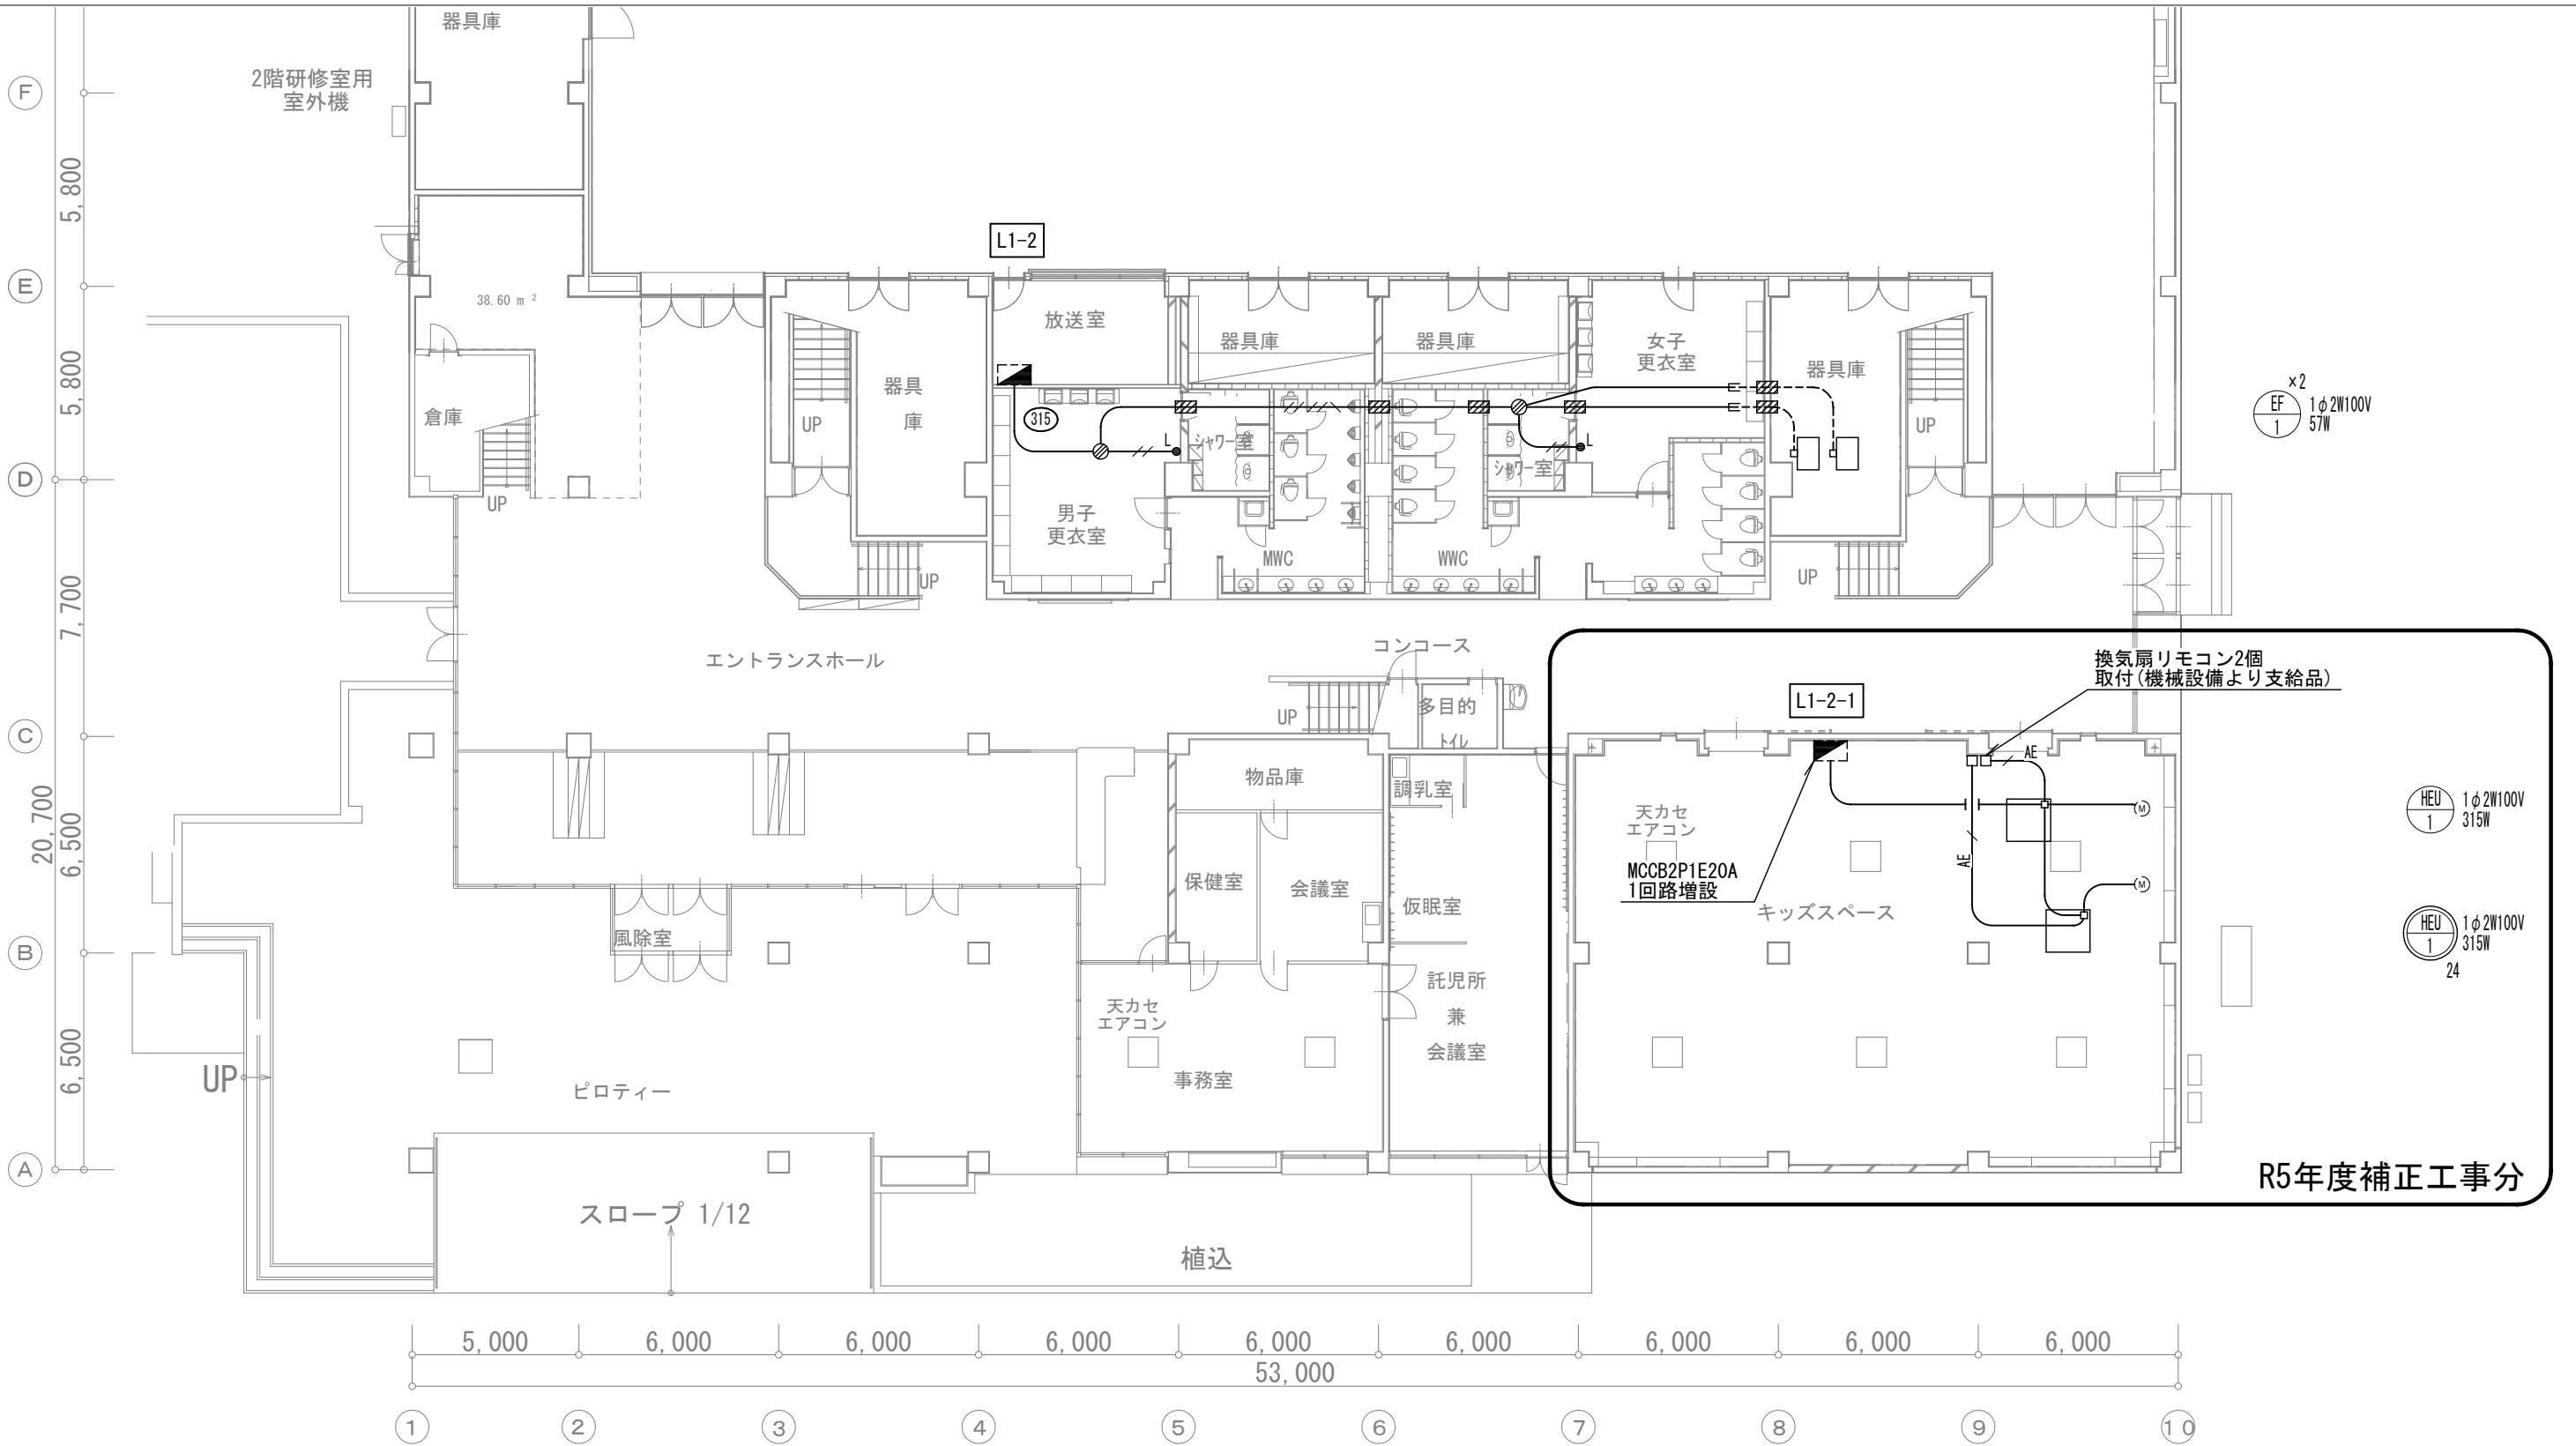 器具庫
2階研修室用
室外機
F
5,800
L1-2
E
38.60 m 2
放送室
器具庫
器具庫
女子
更衣室
器具庫
5,800
倉庫
UP
器具
庫
315
L
シャワー室
L
シャワー室
UP
×2
EF
1
1φ2W100V
57W
D
UP
男子
更衣室
MWC
WWC
UP
UP
7,700
エントランスホール
コンコース
換気扇リモコン2個
取付(機械設備より支給品)
L1-2-1
UP
多目的
トイレ
C
AE
物品庫
調乳室
天カセ
エアコン
M
HEU
1
1φ2W100V
315W
20,700
6,500
MCCB2P1E20A
1回路増設
AE
保健室
会議室
仮眠室
キッズスペース
M
HEU
1
1φ2W100V
315W
24
風除室
B
託児所
兼
会議室
天カセ
エアコン
6,500
UP
ピロティー
事務室
A
R5年度補正工事分
スロープ 1/12
植込
5,000
6,000
6,000
6,000
6,000
6,000
6,000
6,000
6,000
53,000
1
2
3
4
5
6
7
8
9
10